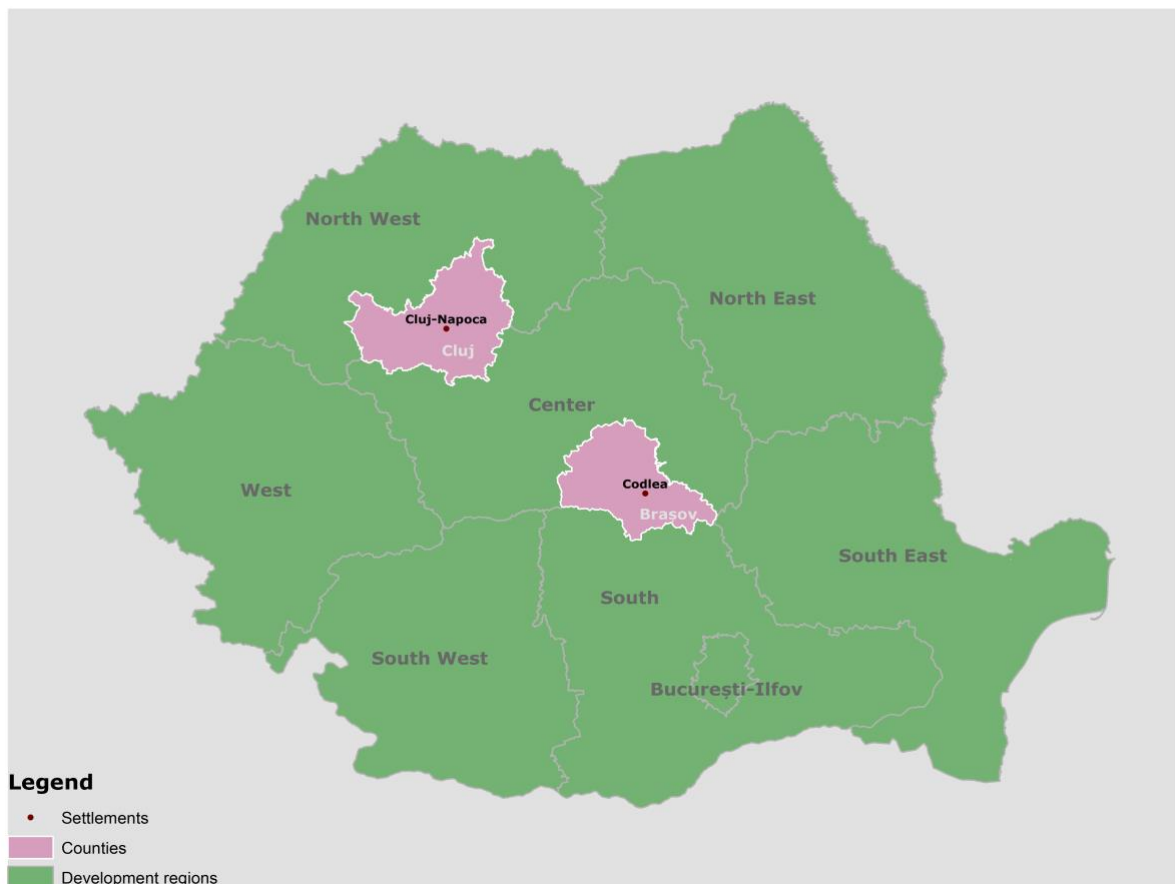 North West
North East
Cluj-Napoca
Cluj
Center
West
Codlea
Brașov
South East
South
South West
București-Ilfov
Legend
Settlements
Counties
Development regions